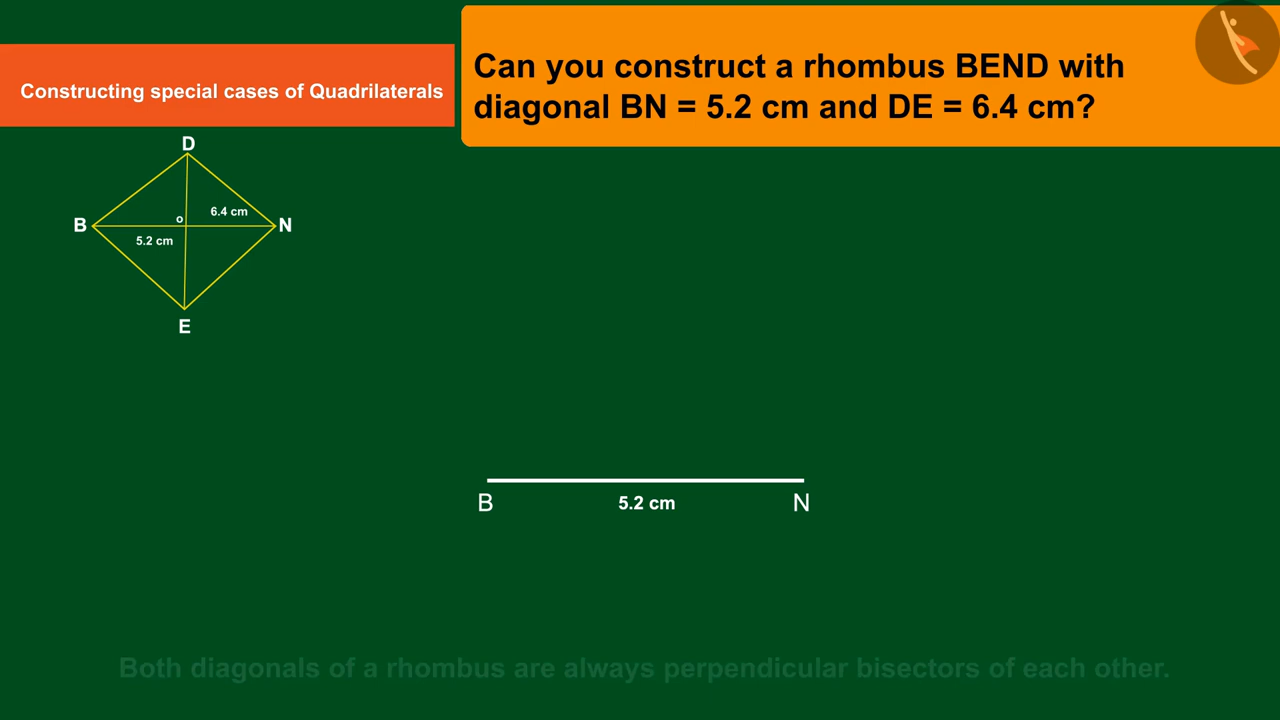 Constructing special cases of Quadrilaterals
Can you construct a rhombus BEND with
diagonal BN = 5.2 cm and DE = 6.4 cm?
D
B
o
6.4 cm
N
5.2 cm
E
B
5.2 cm
N
Both diagonals of a rhombus are always perpendicular bisectors of each other.